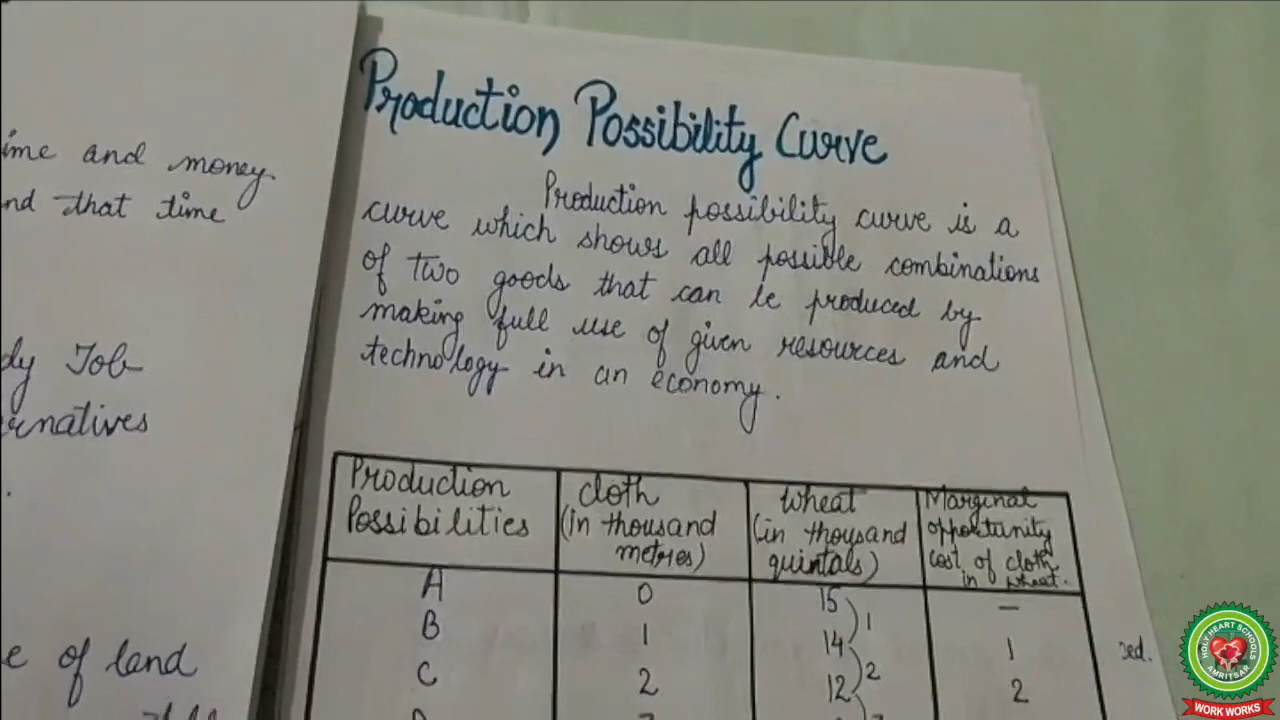 ime and money.
nd that time
dy Job
ernatives
e of land
Production Possibility Curve
Production possibility curve is a
curve which shows all possible combinations
of two goods that can be produced by
making full use of given resources and
technology in an economy.
Production Possibilities | Cloth (in thousand metres) | Wheat (in thousand quintals) | Marginal opportunity cost of cloth in wheat.
A 0 15 –
1
B 1 14 1
2
C 2 12 2
sed.
HOLY HEART SCHOOLS
AMRITSAR
WORK WORKS